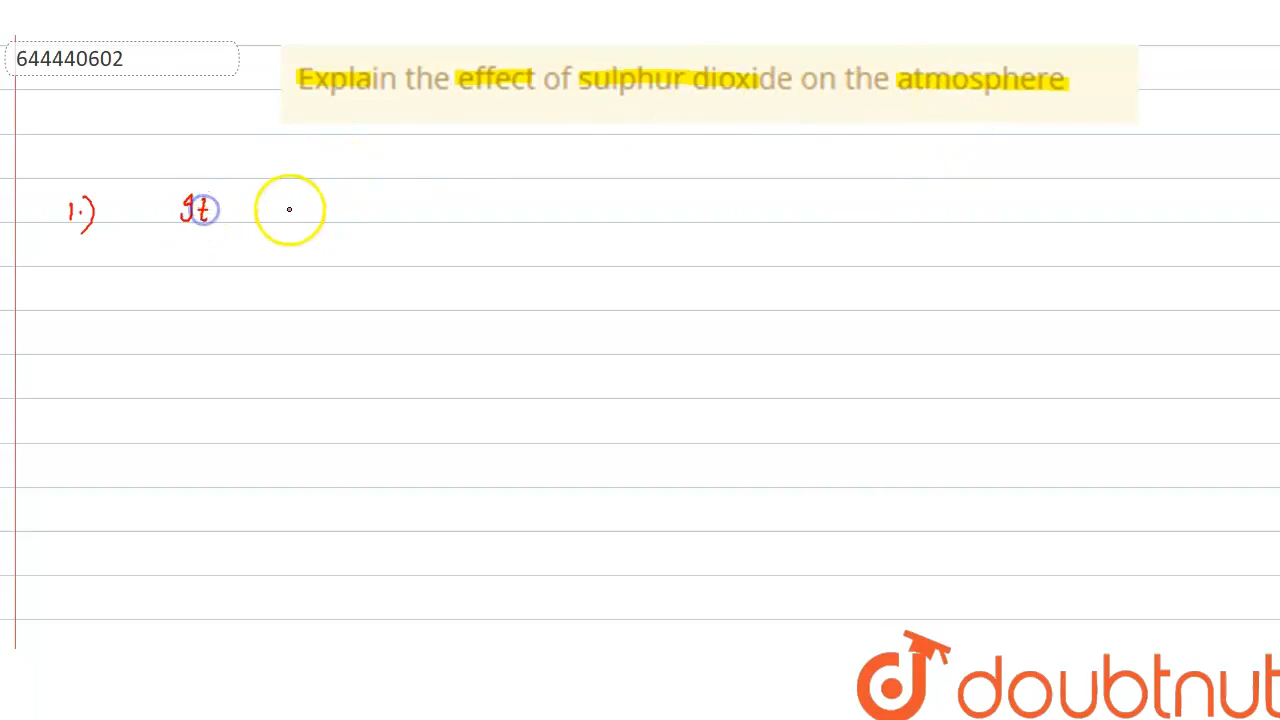 644440602
Explain the effect of sulphur dioxide on the atmosphere
1.) It
doubtnut